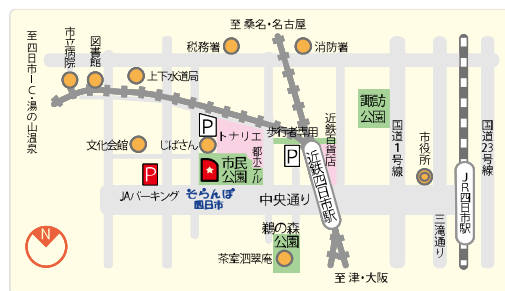 至 桑名・名古屋
至四日市IC・湯の山温泉
市立病院
図書館
税務署
消防署
上下水道局
諏訪
公園
国道1号線
国道23号線
市役所
P
トナリエ
歩行者専用
近鉄百貨店
文化会館
じばさん
都ホテル
P
近鉄四日市駅
JR四日市駅
P
市民
公園
JAパーキング
そらんぽ
四日市
中央通り
三滝通り
鵜の森
公園
茶室泗翠庵
至 津・大阪
N